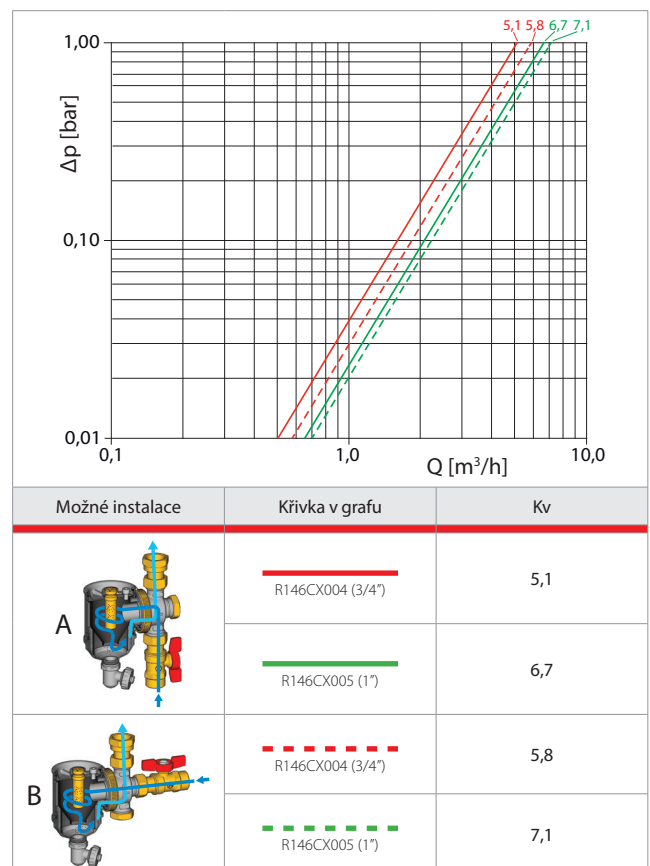 5,1 5,8 6,7 7,1
1,00
Δp [bar]
0,10
0,01
0,1 1,0 10,0
Q [m³/h]
Možné instalace Křivka v grafu Kv
A
R146CX004 (3/4")
5,1
R146CX005 (1")
6,7
B
R146CX004 (3/4")
5,8
R146CX005 (1")
7,1